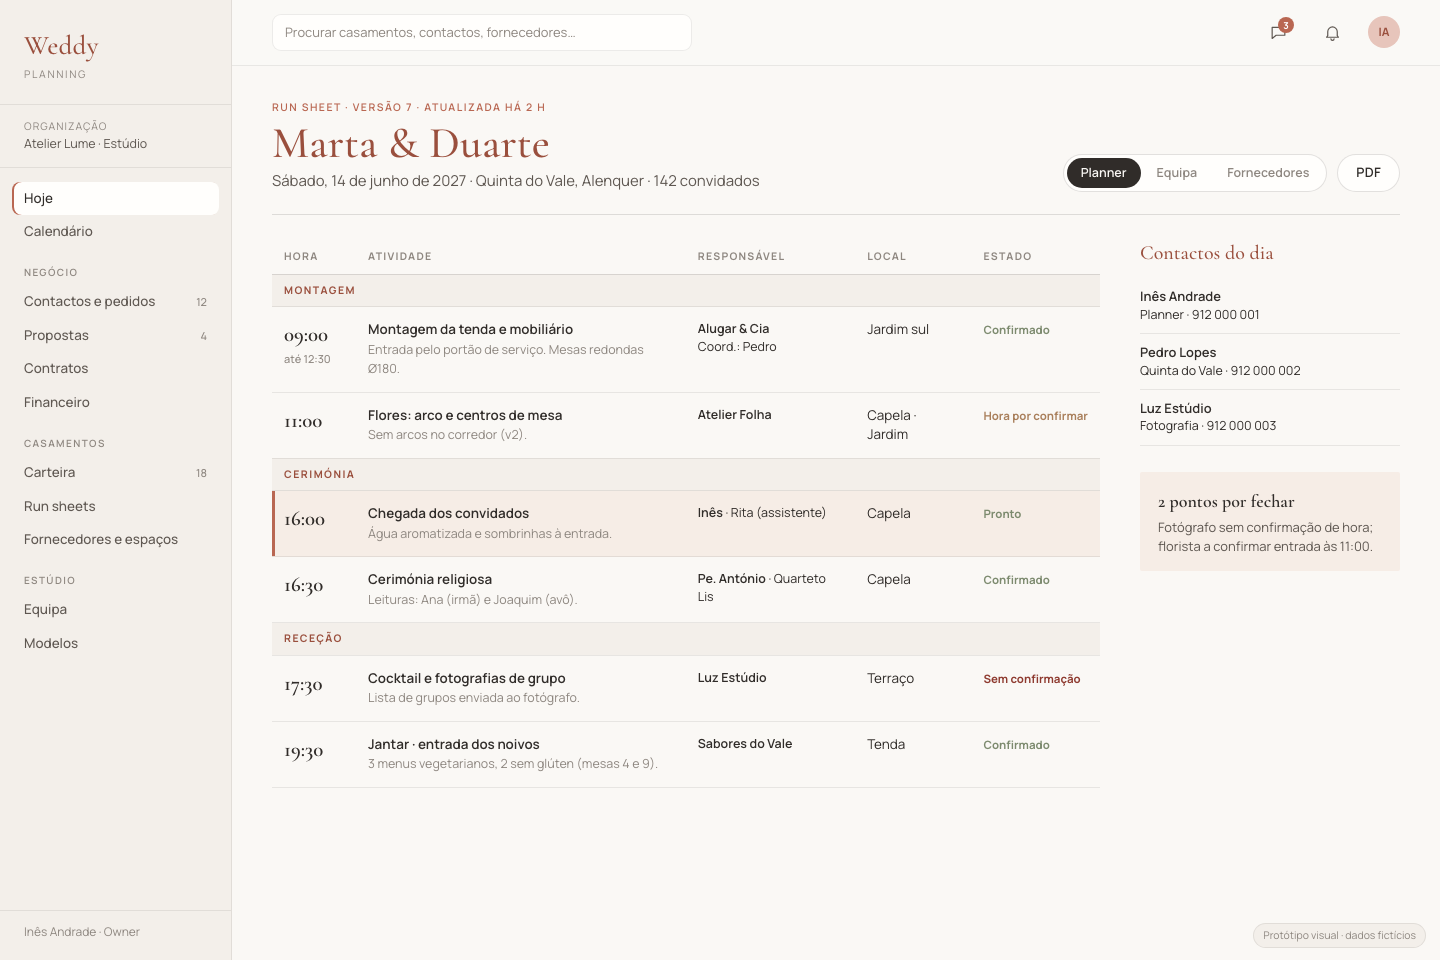 Weddy
PLANNING
ORGANIZAÇÃO
Atelier Lume · Estúdio
Hoje
Calendário
NEGÓCIO
Contactos e pedidos 12
Propostas 4
Contratos
Financeiro
CASAMENTOS
Carteira 18
Run sheets
Fornecedores e espaços
ESTÚDIO
Equipa
Modelos
Inês Andrade · Owner
Procurar casamentos, contactos, fornecedores…
3
IA
RUN SHEET · VERSÃO 7 · ATUALIZADA HÁ 2 H
Marta & Duarte
Sábado, 14 de junho de 2027 · Quinta do Vale, Alenquer · 142 convidados
Planner Equipa Fornecedores PDF
HORA ATIVIDADE RESPONSÁVEL LOCAL ESTADO
MONTAGEM
09:00 Montagem da tenda e mobiliário Alugar & Cia Jardim sul Confirmado
até 12:30 Entrada pelo portão de serviço. Mesas redondas Coord.: Pedro
Ø180.
11:00 Flores: arco e centros de mesa Atelier Folha Capela · Hora por confirmar
Sem arcos no corredor (v2). Jardim
CERIMÓNIA
16:00 Chegada dos convidados Inês · Rita (assistente) Capela Pronto
Água aromatizada e sombrinhas à entrada.
16:30 Cerimónia religiosa Pe. António · Quarteto Capela Confirmado
Leituras: Ana (irmã) e Joaquim (avô). Lis
RECEÇÃO
17:30 Cocktail e fotografias de grupo Luz Estúdio Terraço Sem confirmação
Lista de grupos enviada ao fotógrafo.
19:30 Jantar · entrada dos noivos Sabores do Vale Tenda Confirmado
3 menus vegetarianos, 2 sem glúten (mesas 4 e 9).
Contactos do dia
Inês Andrade
Planner · 912 000 001
Pedro Lopes
Quinta do Vale · 912 000 002
Luz Estúdio
Fotografia · 912 000 003
2 pontos por fechar
Fotógrafo sem confirmação de hora;
florista a confirmar entrada às 11:00.
Protótipo visual · dados fictícios